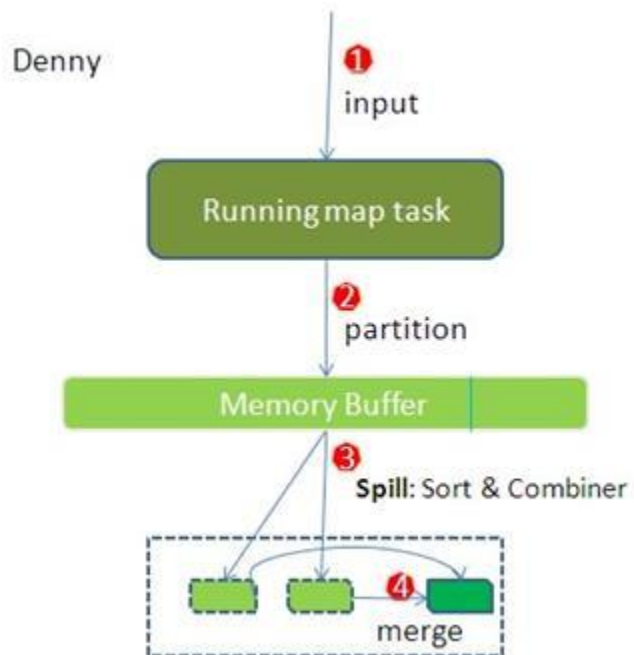 Denny
1
input
Running map task
2
partition
Memory Buffer
3
Spill: Sort & Combiner
4
merge